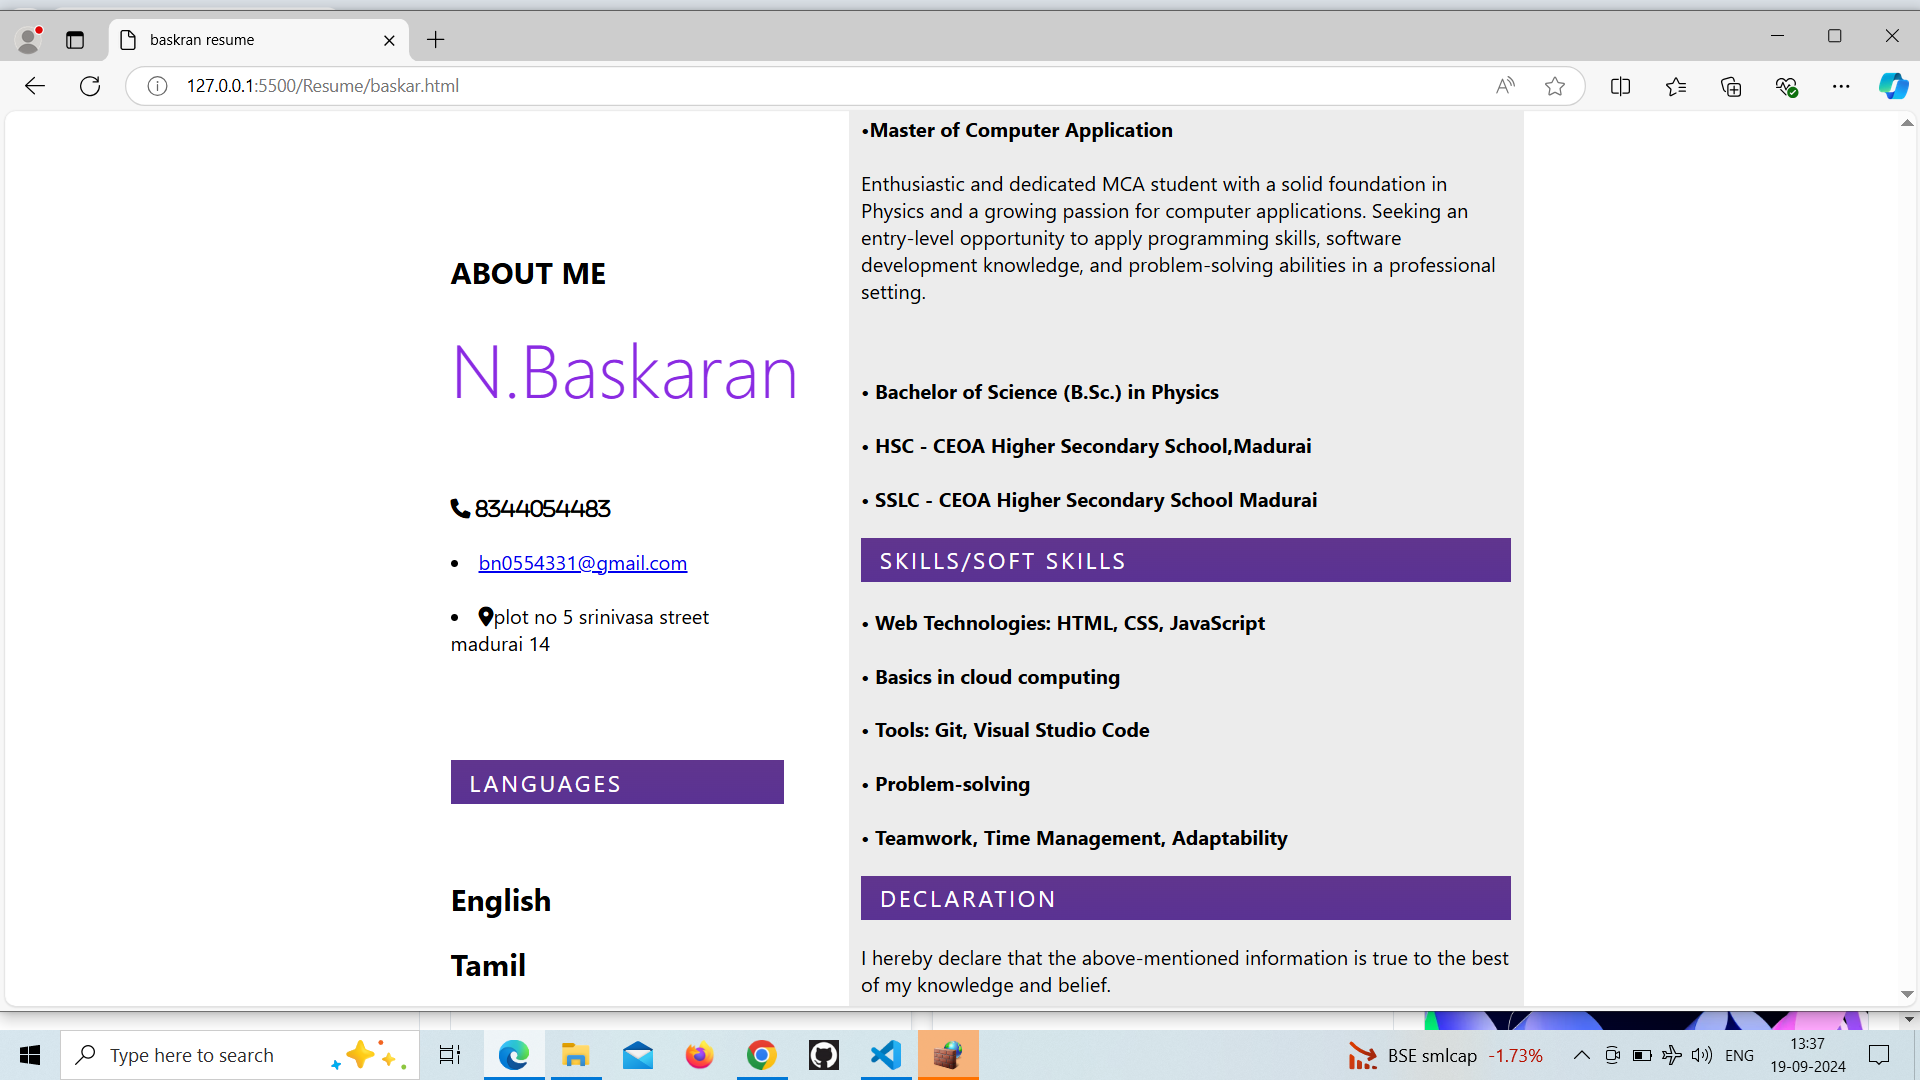 baskran resume
127.0.0.1:5500/Resume/baskar.html
ABOUT ME
N.Baskaran
8344054483
• bn0554331@gmail.com
• plot no 5 srinivasa street
madurai 14
LANGUAGES
English
Tamil
•Master of Computer Application
Enthusiastic and dedicated MCA student with a solid foundation in
Physics and a growing passion for computer applications. Seeking an
entry-level opportunity to apply programming skills, software
development knowledge, and problem-solving abilities in a professional
setting.
• Bachelor of Science (B.Sc.) in Physics
• HSC - CEOA Higher Secondary School,Madurai
• SSLC - CEOA Higher Secondary School Madurai
SKILLS/SOFT SKILLS
• Web Technologies: HTML, CSS, JavaScript
• Basics in cloud computing
• Tools: Git, Visual Studio Code
• Problem-solving
• Teamwork, Time Management, Adaptability
DECLARATION
I hereby declare that the above-mentioned information is true to the best
of my knowledge and belief.
Type here to search
BSE smlcap -1.73%
ENG
13:37
19-09-2024